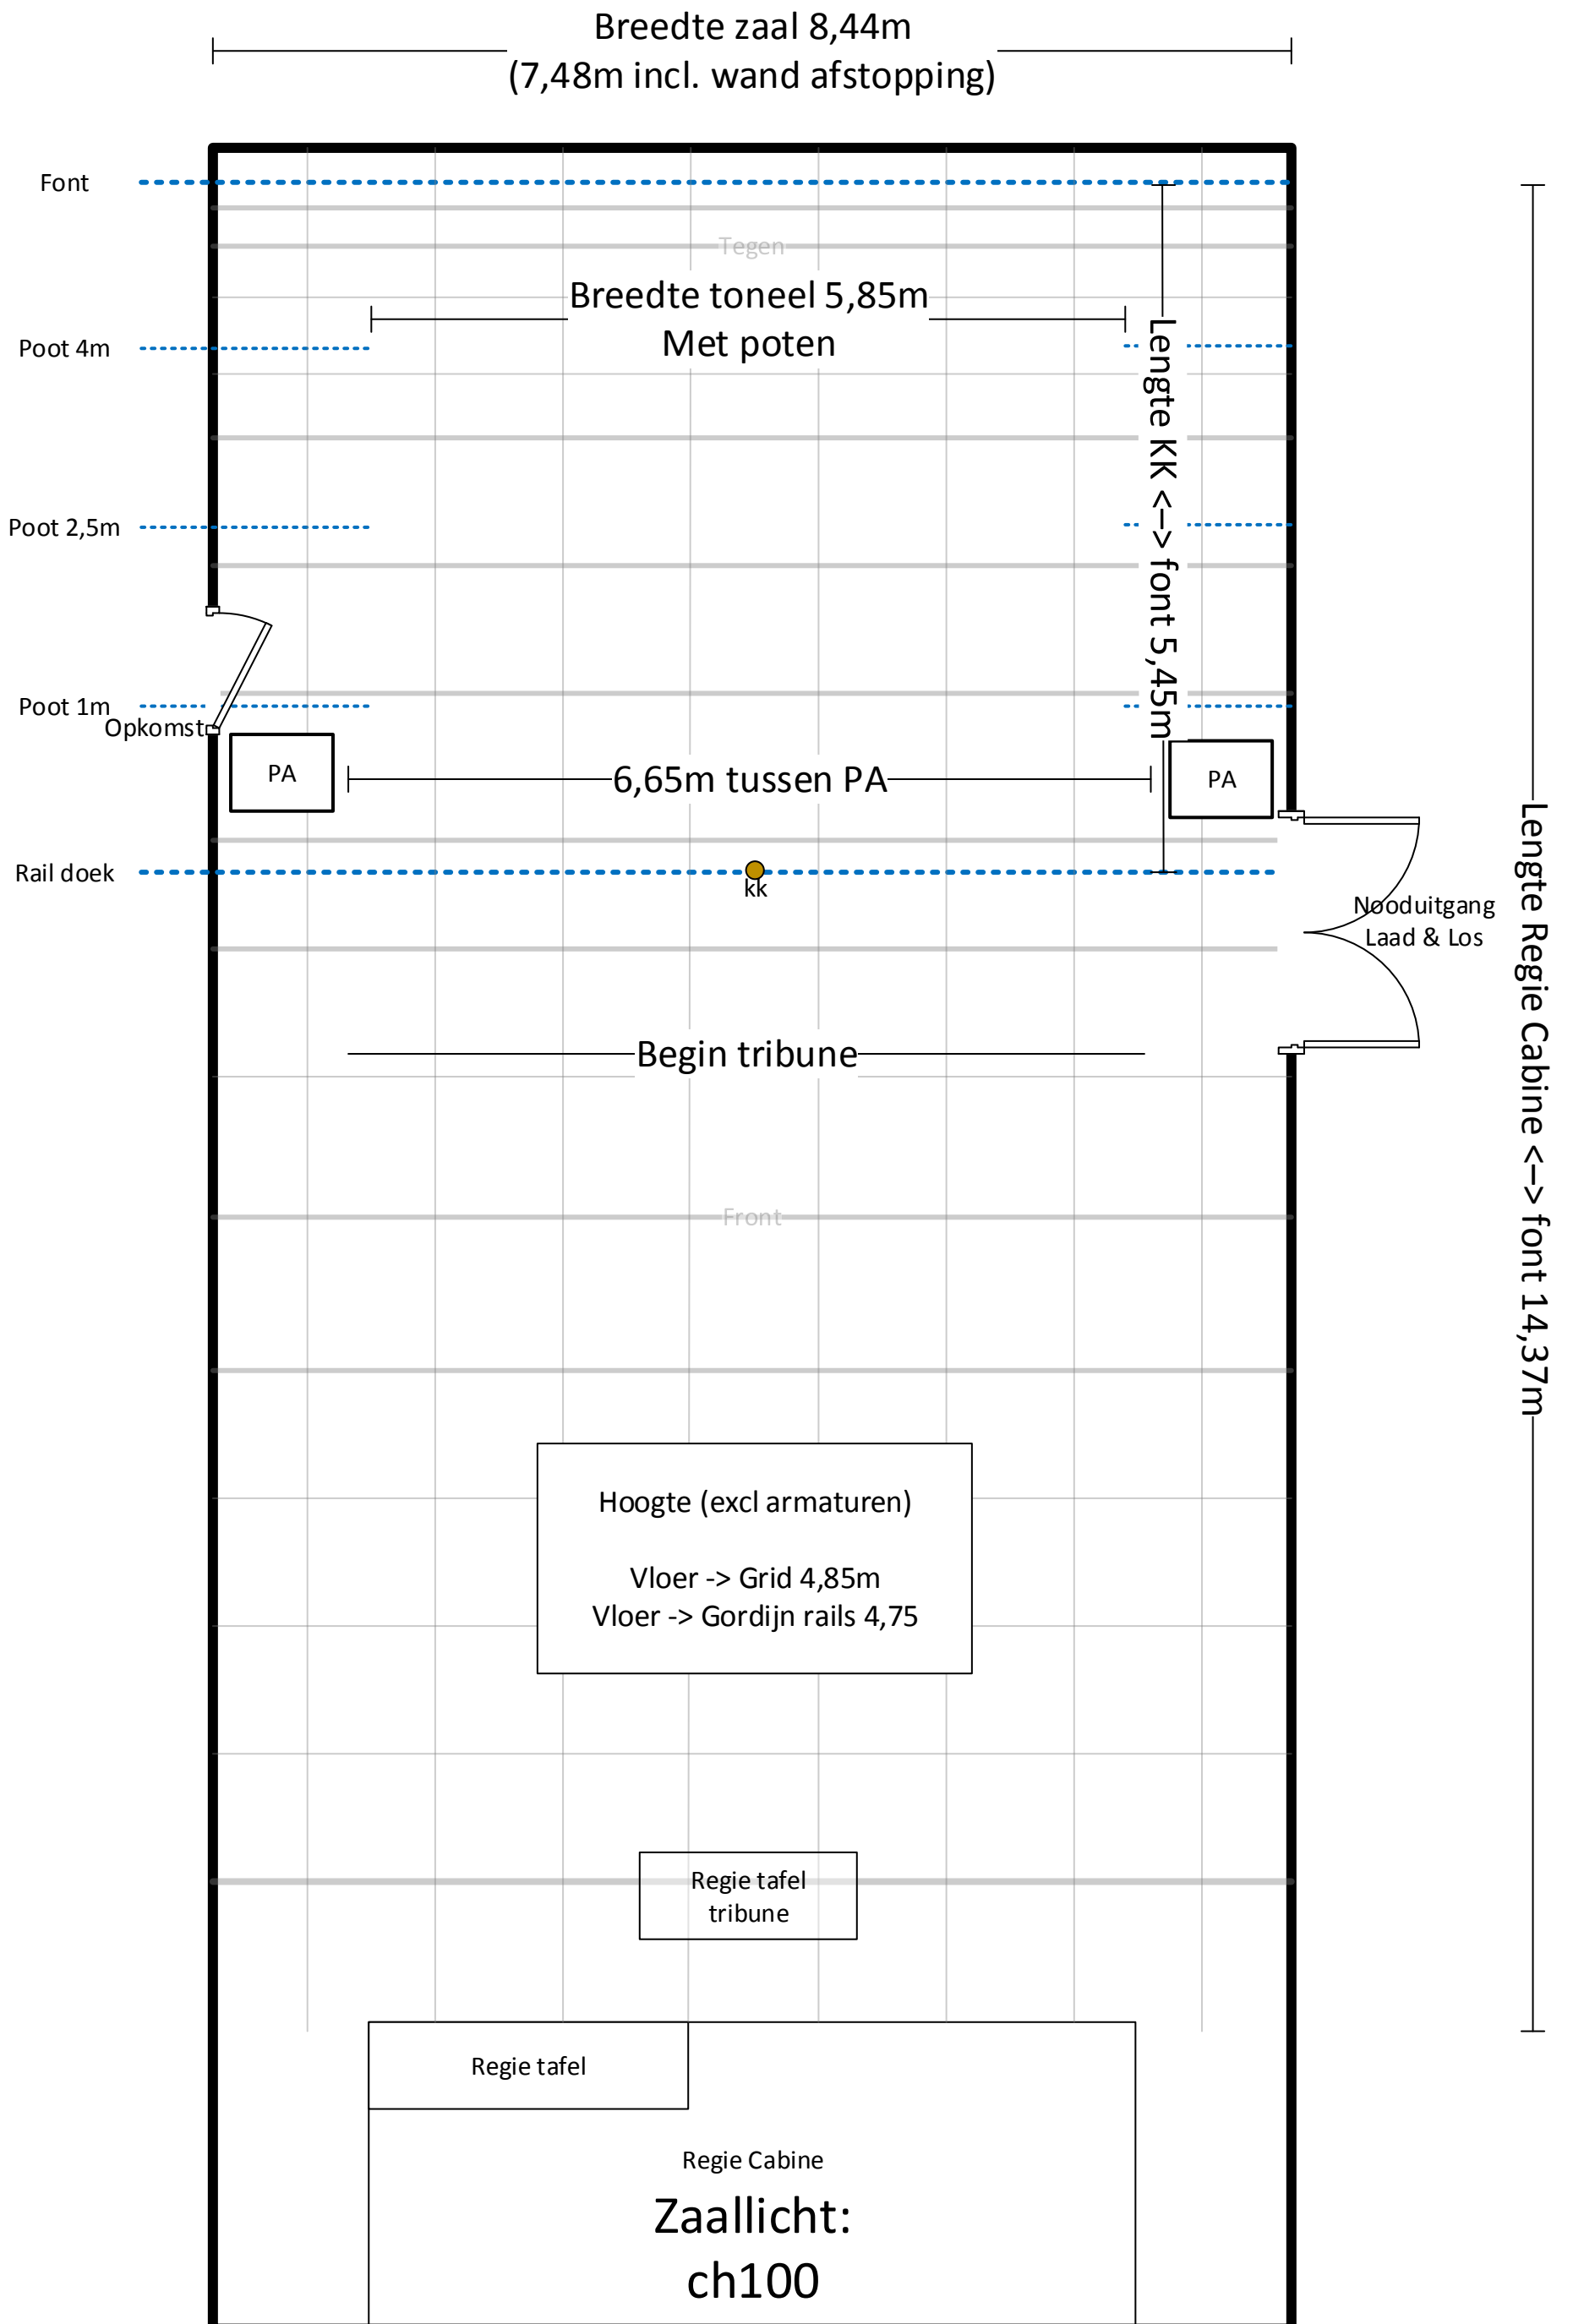 Breedte zaal 8,44m
(7,48m incl. wand afstopping)
Font
Tegen
Breedte toneel 5,85m
Met poten
Poot 4m
Lengte KK <--> font 5,45m
Poot 2,5m
Poot 1m
Opkomst
PA
6,65m tussen PA
PA
Rail doek
kk
Nooduitgang
Laad & Los
Lengte Regie Cabine <--> font 14,37m
Begin tribune
Front
Hoogte (excl armaturen)
Vloer -> Grid 4,85m
Vloer -> Gordijn rails 4,75
Regie tafel
tribune
Regie tafel
Regie Cabine
Zaallicht:
ch100